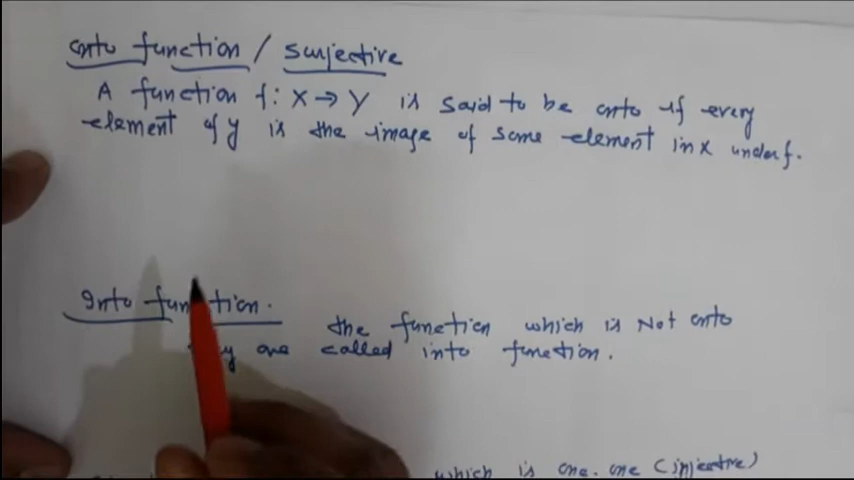 onto function / Surjective
A function f: X → Y is said to be onto if every
element of y is the image of some element in X under f.
Into function.
the function which is Not onto
are called into function.
which is one-one (injective)